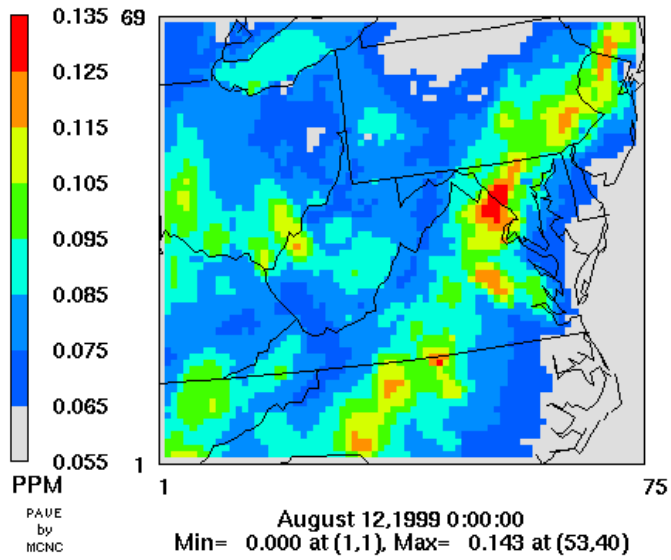 0.135
0.125
0.115
0.105
0.095
0.085
0.075
0.065
0.055
PPM
PAVE
by
MCNC
69
1
1
75
August 12,1999 0:00:00
Min= 0.000 at (1,1), Max= 0.143 at (53,40)